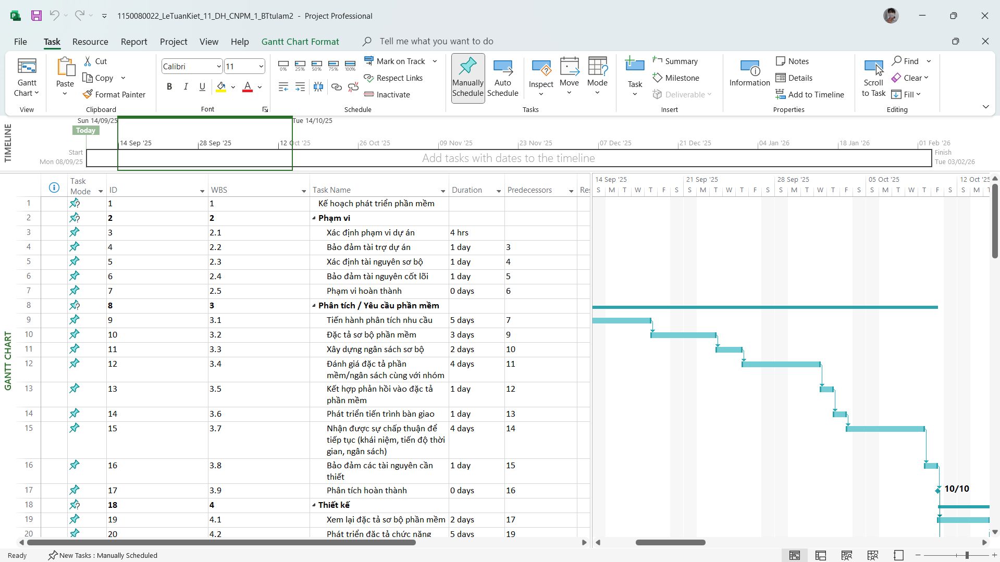 1150080022_LeTuanKiet_11_DH_CNPM_1_BTtulam2 - Project Professional
File Task Resource Report Project View Help Gantt Chart Format Tell me what you want to do
Gantt Chart
View
Paste
Cut
Copy
Format Painter
Clipboard
Calibri 11
B I U A
Font
0% 25% 50% 75% 100%
Mark on Track
Respect Links
Inactivate
Schedule
Manually Schedule
Auto Schedule
Inspect
Move
Mode
Tasks
Task
Summary
Milestone
Deliverable
Insert
Information
Notes
Details
Add to Timeline
Properties
Scroll to Task
Find
Clear
Fill
Editing
TIMELINE
Sun 14/09/25 Tue 14/10/25
Today
14 Sep '25 28 Sep '25 12 Oct '25 26 Oct '25 09 Nov '25 23 Nov '25 07 Dec '25 21 Dec '25 04 Jan '26 18 Jan '26 01 Feb '26
Start
Mon 08/09/25
Add tasks with dates to the timeline
Finish
Tue 03/02/26
GANTT CHART
Task Mode ID WBS Task Name Duration Predecessors Res
14 Sep '25 21 Sep '25 28 Sep '25 05 Oct '25 12 Oct '25
S M T W T F S S M T W T F S S M T W T F S S M T W T F S S M T
1 1 1 Kế hoạch phát triển phần mềm
2 2 2 Phạm vi
3 3 2.1 Xác định phạm vi dự án 4 hrs
4 4 2.2 Bảo đảm tài trợ dự án 1 day 3
5 5 2.3 Xác định tài nguyên sơ bộ 1 day 4
6 6 2.4 Bảo đảm tài nguyên cốt lõi 1 day 5
7 7 2.5 Phạm vi hoàn thành 0 days 6
8 8 3 Phân tích / Yêu cầu phần mềm
9 9 3.1 Tiến hành phân tích nhu cầu 5 days 7
10 10 3.2 Đặc tả sơ bộ phần mềm 3 days 9
11 11 3.3 Xây dựng ngân sách sơ bộ 2 days 10
12 12 3.4 Đánh giá đặc tả phần 4 days 11
mềm/ngân sách cùng với nhóm
13 13 3.5 Kết hợp phản hồi vào đặc tả 1 day 12
phần mềm
14 14 3.6 Phát triển tiến trình bàn giao 1 day 13
15 15 3.7 Nhận được sự chấp thuận để 4 days 14
tiếp tục (khái niệm, tiến độ thời
gian, ngân sách)
16 16 3.8 Bảo đảm các tài nguyên cần 1 day 15
thiết
17 17 3.9 Phân tích hoàn thành 0 days 16
10/10
18 18 4 Thiết kế
19 19 4.1 Xem lại đặc tả sơ bộ phần mềm 2 days 17
20 20 4.2 Phát triển đặc tả chức năng 5 days 19
Ready New Tasks : Manually Scheduled